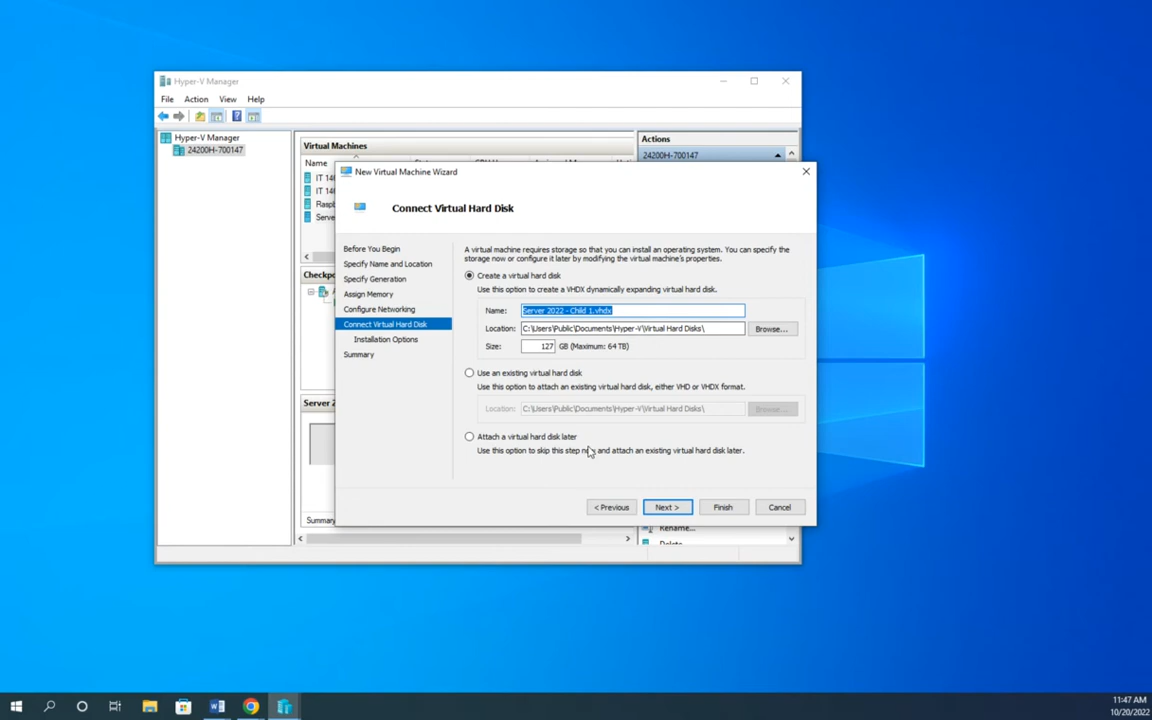 Hyper-V Manager
File Action View Help
Hyper-V Manager
24200H-700147
Virtual Machines
Name
IT 14
IT 14
Rasp
Serve
Checkp
Server 2
Summary
Actions
24200H-700147
Rename...
Delete
New Virtual Machine Wizard
Connect Virtual Hard Disk
Before You Begin
Specify Name and Location
Specify Generation
Assign Memory
Configure Networking
Connect Virtual Hard Disk
Installation Options
Summary
A virtual machine requires storage so that you can install an operating system. You can specify the
storage now or configure it later by modifying the virtual machine's properties.
Create a virtual hard disk
Use this option to create a VHDX dynamically expanding virtual hard disk.
Name: Server 2022 - Child 1.vhdx
Location: C:\Users\Public\Documents\Hyper-V\Virtual Hard Disks\ Browse...
Size: 127 GB (Maximum: 64 TB)
Use an existing virtual hard disk
Use this option to attach an existing virtual hard disk, either VHD or VHDX format.
Location: C:\Users\Public\Documents\Hyper-V\Virtual Hard Disks\ Browse...
Attach a virtual hard disk later
Use this option to skip this step now and attach an existing virtual hard disk later.
< Previous Next > Finish Cancel
11:47 AM
10/20/2022